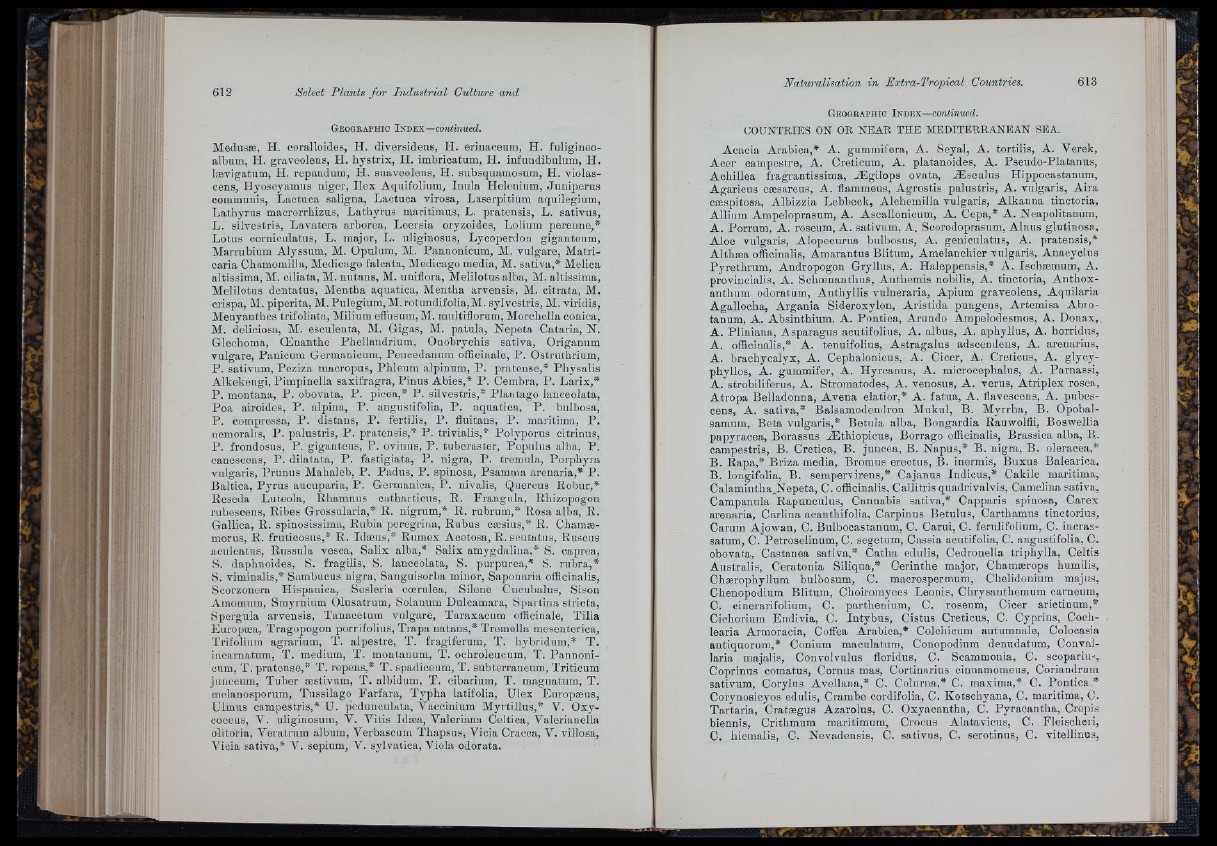 612 Select Plants for Industrial Culture and
GEOGRAPHIC INDEX—continued.
Medusæ, H. coralloides, H. diversidens, H. erinaceum, H. fuligineo-
album, H. graveolens, H. hystrix, H. imbricatum, H. infundibulum, H.
lævigatum, H. repandum, H. suaveolens, H. subsquamosum, H. violas-
cens, Hyoscyamus niger, Ilex Aquifolium, Inula Helenium, Juniperus
communis, Lactuca saligna, Lactuca virosa, Laserpitium aquilegium,
Lathyrus macrorrhizus, Lathyrus maritimus, L. pratensis, L. sativus,
L. silvestris, Lavatera arborea, Leersia oryzoides, Lolium perenne,*
Lotus corniculatus, L. major, L. uliginosus, Lycoperdon giganteum,
Marrubium Alyssum, M. Opulum, M. Pannonicum, M. vulgare, Matri-
caria Chamomilla, Medicago falcata, Medicago media, M. sativa,* Melica
altissima, M. ciliata, M. nutans, M. uniflora, Melilotus alba, M. altissima,
Melilotus dentatus, Mentha aquatica, Mentha arvensis, M. citrata, M.
crispa, M. piperita, M. Pulegium, M. rotundifolia, M. sylvestris, M. viridis,
Menyanthes trifoliata, Milium effusum, M. multiflorum, Morchella conica,
M. deliciosa, M. esculenta, M. Gigas, M. patula, Nepeta Cataria, N.
Glechoma, Œnanthe Phellandrium, Onobrychis sativa, Origanum
vulgare, Panicum Germanicum, Peucedanum officinale, P. Ostruthrium,
P. sativum, Peziza macropus, Phleum alpinum, P. pratense,* Physalis
Alkekengi, Pimpinella saxifragra, Pinus Abies,* P. Cembra, P. Larix,*
P. montana, P. obovata, P. picea,* P. silvestris,* Plantago lanceolata,
Poa airoides, P. alpina, P. angustifolia, P. aquatica, P. bulbosa,
P. compressa, P. distans, P. fertilis, P. fluitans, P. maritima, P.
nemoralis, P. palustris, P. pratensis,* P. trivialis,* Polyporus citrinus,
P. frondosus, P. giganteus, P. ovinus, P. tuberaster, Populus alba, P.
canescens, P. dilatata, P. fastigiata, P. nigra, P. tremula, Porphyra
vulgaris, Prunus Mahaleb, P. Padus, P. spinosa, Psamma arenaria,* P.
Baltica, Pyrus aucuparia, P. Germanica, P. nivalis, Quercus Robur,*
Reseda Luteola, Rhamnus catharticus, R. Frangula, Rhizopogon
rubescens, Ribes Grossularia,* R. nigrum,* R. rubrum,* Rosa alba, R.
Gallica, R. spinosissima, Rubia peregrina, Rubus cæsius,* R. Chamæ-
morus, R. fruticosus,* R. Idæus,* Rumex Acetosa, R. scutatus, Ruscus
aculeatus, Russula vesca, Salix alba,* Salix amygdalina,* S. caprea,
S. daphnoides, S. fragilis, S. lanceolata, S. purpurea,* S. rubra,*
S. viminalis,* Sambucus nigra, Sanguisorba minor, Saponaria officinalis,
Scorzonera Hispanica, Sesleria cœrulea, Silene Cucubalus, Sison
Amomum, Smyrnium Olusatrum, Solanum Dulcamara, Spartina stricta,
Spergula arvensis, Tanacetum vulgare, Taraxacum officinale, Tilia
Europæa, Tragopogon porrifolius, Trapa natans,* Tremella mesenterica,
Trifolium agrarium, T. alpestre, T. fragiferum, T. hybridum,* T.
incarnatum, T. medium, T. montanum, T. ochroleucum, T. Pannoni-
cum, T. pratense,* T. repens,* T. spadiceum, T. subterraneum, Triticum
junceum, Tuber æstivum, T. albidum, T. cibarium, T. magnatum, T.
melanosporum, Tussilago Farfara, Typha latifolia, Ulex Europæus,
Ulmus campestris,* U. pedunculata, Vaccinium Myrtillus,* V. Oxy-
coccus, V. uliginosum, V. Vitis Idæa, Valeriana Celtica, Valerianella
olitoria, Veratrum album, Verbascum Thapsus, Vicia Cracca, V. villosa,
Vicia sativa,* V. sepium, V. sylvatica, Viola odorata.
Naturalisation in Extra-Tropical Countries. 613
GEOGRAPHIC INDEX—continued.
COUNTRIES ON OR NEAR THE MEDITERRANEAN SEA.
Acacia Arabica,* A. gummifera, A. Seyal, A. tortilis, A. Verek,
Acer campestre, A. Creticum, A. platanoides, A. Pseudo-Platanus,
Achillea fragrantissima, Ægilops ovata, Æsculus Hippocastanum,
Agaricus cæsareus, A. flammeus, Agrostis palustris, A. vulgaris, Aira
cæspitosa, Albizzia Lebbeck, Alchemilla vulgaris, Alkanna tinctoria,
Allium Ampeloprasum, A. Ascallonicum, A. Cepa,* A. Neapolitanum,
A. Porrum, A. roseum, A. sativum, A. Scorodoprasum, Alnus glutinosa,
Aloe vulgaris, Alopecurus bulbosus, A. geniculatus, A. pratensis,*
Althæa officinalis, Amarantus Blitum, Amelanchier vulgaris, Anacyclus
Pyrethrum, Andropogon Gryllus, A. Haleppensis,* A. Ischæmum, A.
provincialis, A. Schœnanthus, Anthemis nobilis, A. tinctoria, Anthox-
anthum odoratum, Anthyllis vulneraria, Apium graveolens, Aquilaria
Agallocha, Argania Sideroxylon, Aristida pungens, Artemisa Abro-
tanum, A. Absinthium, A. Pontica, Arundo Ampelodesmos, A. Donax,
A. Pliniana, Asparagus acutifolius, A. albus, A. aphyllus, A. horridus,
A. officinalis,* A. tenuifolius, Astragalus adscendens, A. arenarius,
A. brachycalyx, A. Cephalonicus, A. Cicer, A. Creticus, A. glycy-
phyllos, A. gummifer, A. Hyrcanus, A. microcephalus, A. Parnassi,
A. strobiliferus, A. Stromatodes, A. venosus, A. verus, Atriplex rosea,
Atropa Belladonna, Avena elatior,* A. fatua, A. flavescens, A. pubes-
cens, A. sativa,* Balsamodendron Mukul, B. Myrrha, B. Opobal-
samum, Beta vulgaris,* Betula alba, Bongardia Rauwolfii, Boswellia
papyracea, Borassus Æthiopicus, Borrago officinalis, Brassica alba, B.
campestris, B. Cretica, B. juncea, B. Napus,* B. nigra, B. oleracea,*
B. Rapa,* Briza media, Bromus erectus, B. inermis, Buxus Balearica,
B. longifolia, B. sempervirens,* Cajanus Indicus,* Cakile maritima,
Calamintha Nepeta, C. officinalis, Callitris quadrivalvis, Camelina sativa,
Campanula Rapunculus, Cannabis sativa,* Capparis spinosa, Carex
arenaria, Carlina acanthifolia, Carpinus Betulus, Carthamus tinctorius,
Carum Ajowan, C. Bulbocastanum, C. Carui, C. ferulifolium, C. incras-
satum, C. Petroselinum, C. segetum, Cassia acutifolia, C. angustifolia, C.
obovata, Castanea sativa,* Catha edulis, Cedronella triphylla, Celtis
Australis, Ceratonia Siliqua,* Cerinthe major, Chamærops humilis,
Chærophyllum bulbosum, C. macrospermum, Chelidonium majus,
Chenopodium Blitum, Choiromyces Leonis, Chrysanthemum carneum,
C. cinerarifolium, C. parthenium, C. roseum, Cicer arietinum,*
Cichorium Endivia, C. Intybus, Cistus Creticus, C. Cyprius, Coch-
learia Armoracia, Coffea Arabica,* Colchicum autumnale, Colocasia
antiquorum,* Conium maculatum, Conopodium denudatum, Conval-
laria majalis, Convolvulus floridus, C. Scammonia, C. scoparius,
Coprinus comatus, Cornus mas, Cortinarius cinnamomeus, Coriandrum
sativum, Corylus Avellana,* C. Colurna,* C. maxima,* C. Pontica,*
Corynosicyos edulis, Crambe cordifolia, C. Kotschyana, C. maritima, C.
Tartaria, Cratægus Azarolus, C. Oxyacantha, C. Pyracantha, Crepis
biennis, Crithmum maritimum, Crocus Alatavicus, C. Fleischeri,
C. hiemalis, C. Nevadensis, C. sativus, C. serotinus, C. vitellinus,